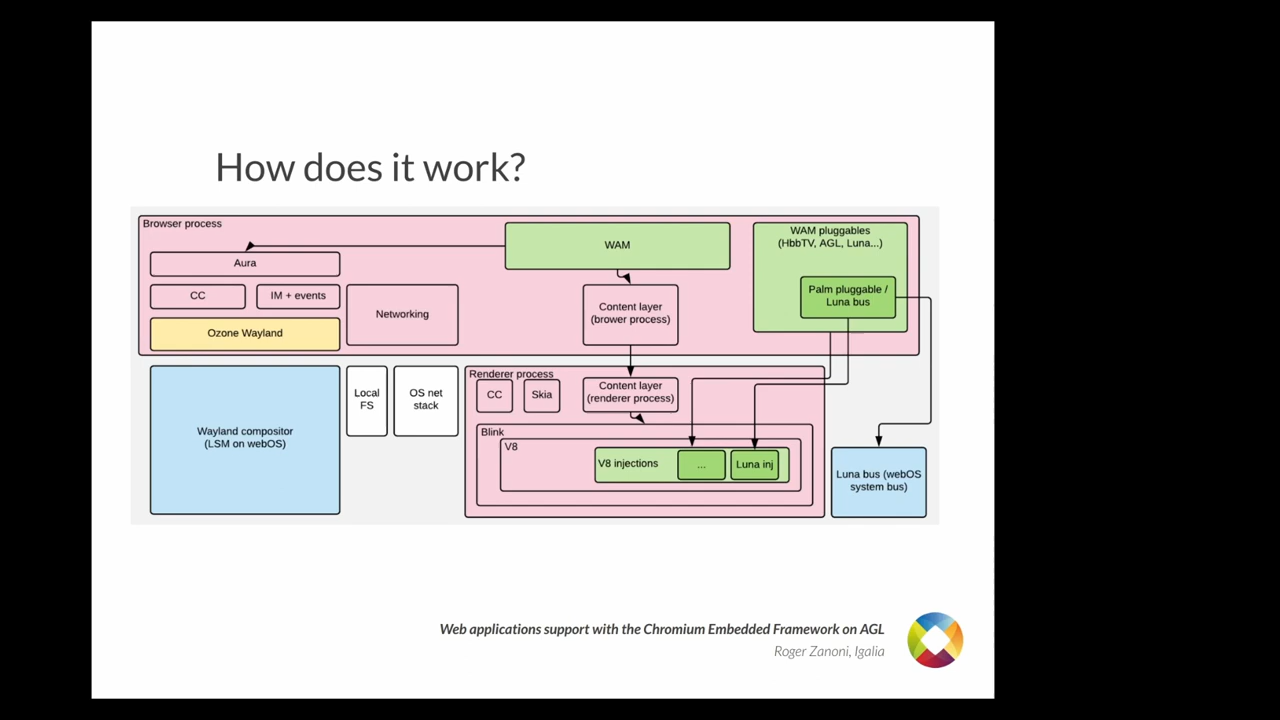 How does it work?
Browser process
WAM
WAM pluggables
(HbbTV, AGL, Luna...)
Aura
Palm pluggable /
Luna bus
CC
IM + events
Networking
Content layer
(brower process)
Ozone Wayland
Wayland compositor
(LSM on webOS)
Local
FS
OS net
stack
Renderer process
CC
Skia
Content layer
(renderer process)
Blink
V8
V8 injections
...
Luna inj
Luna bus (webOS
system bus)
Web applications support with the Chromium Embedded Framework on AGL
Roger Zanoni, Igalia